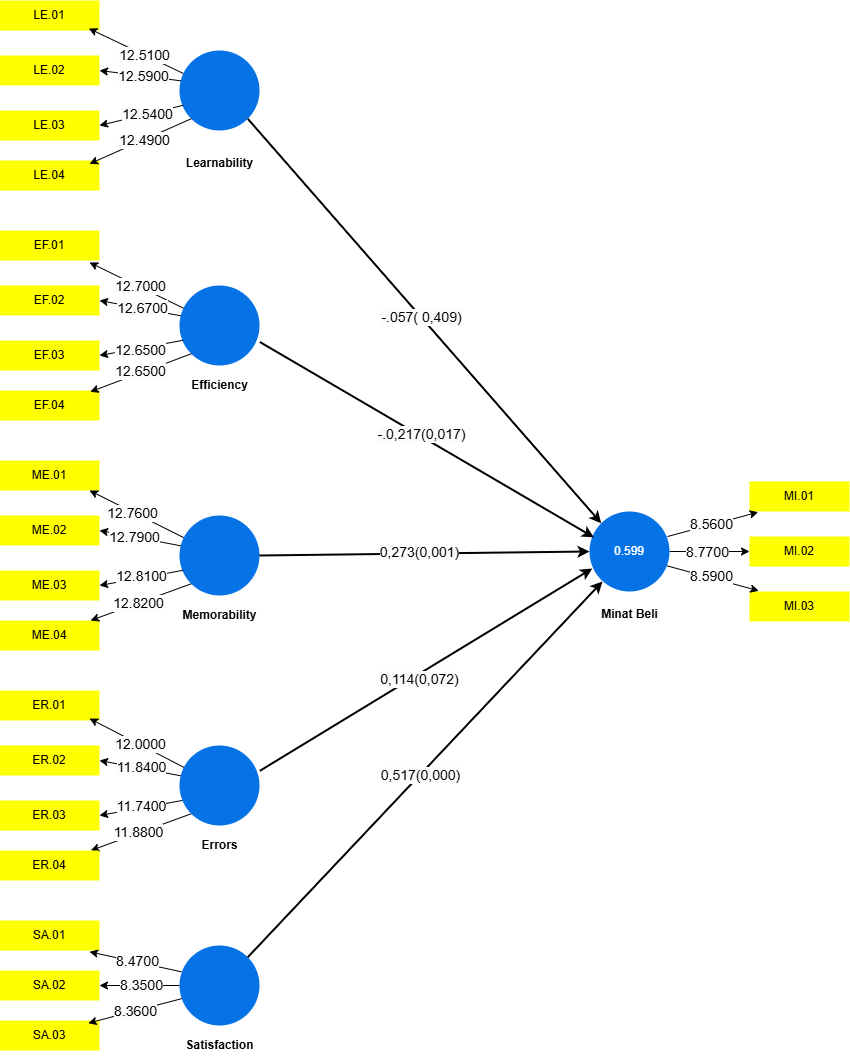 LE.01
12.5100
LE.02
12.5900
LE.03
12.5400
LE.04
12.4900
Learnability
EF.01
12.7000
EF.02
12.6700
EF.03
12.6500
EF.04
12.6500
Efficiency
ME.01
12.7600
ME.02
12.7900
ME.03
12.8100
ME.04
12.8200
Memorability
ER.01
12.0000
ER.02
11.8400
ER.03
11.7400
ER.04
11.8800
Errors
SA.01
8.4700
SA.02
8.3500
SA.03
8.3600
Satisfaction
-.057( 0,409)
-.0,217(0,017)
0,273(0,001)
0,114(0,072)
0,517(0,000)
0.599
Minat Beli
8.5600
MI.01
8.7700
MI.02
8.5900
MI.03